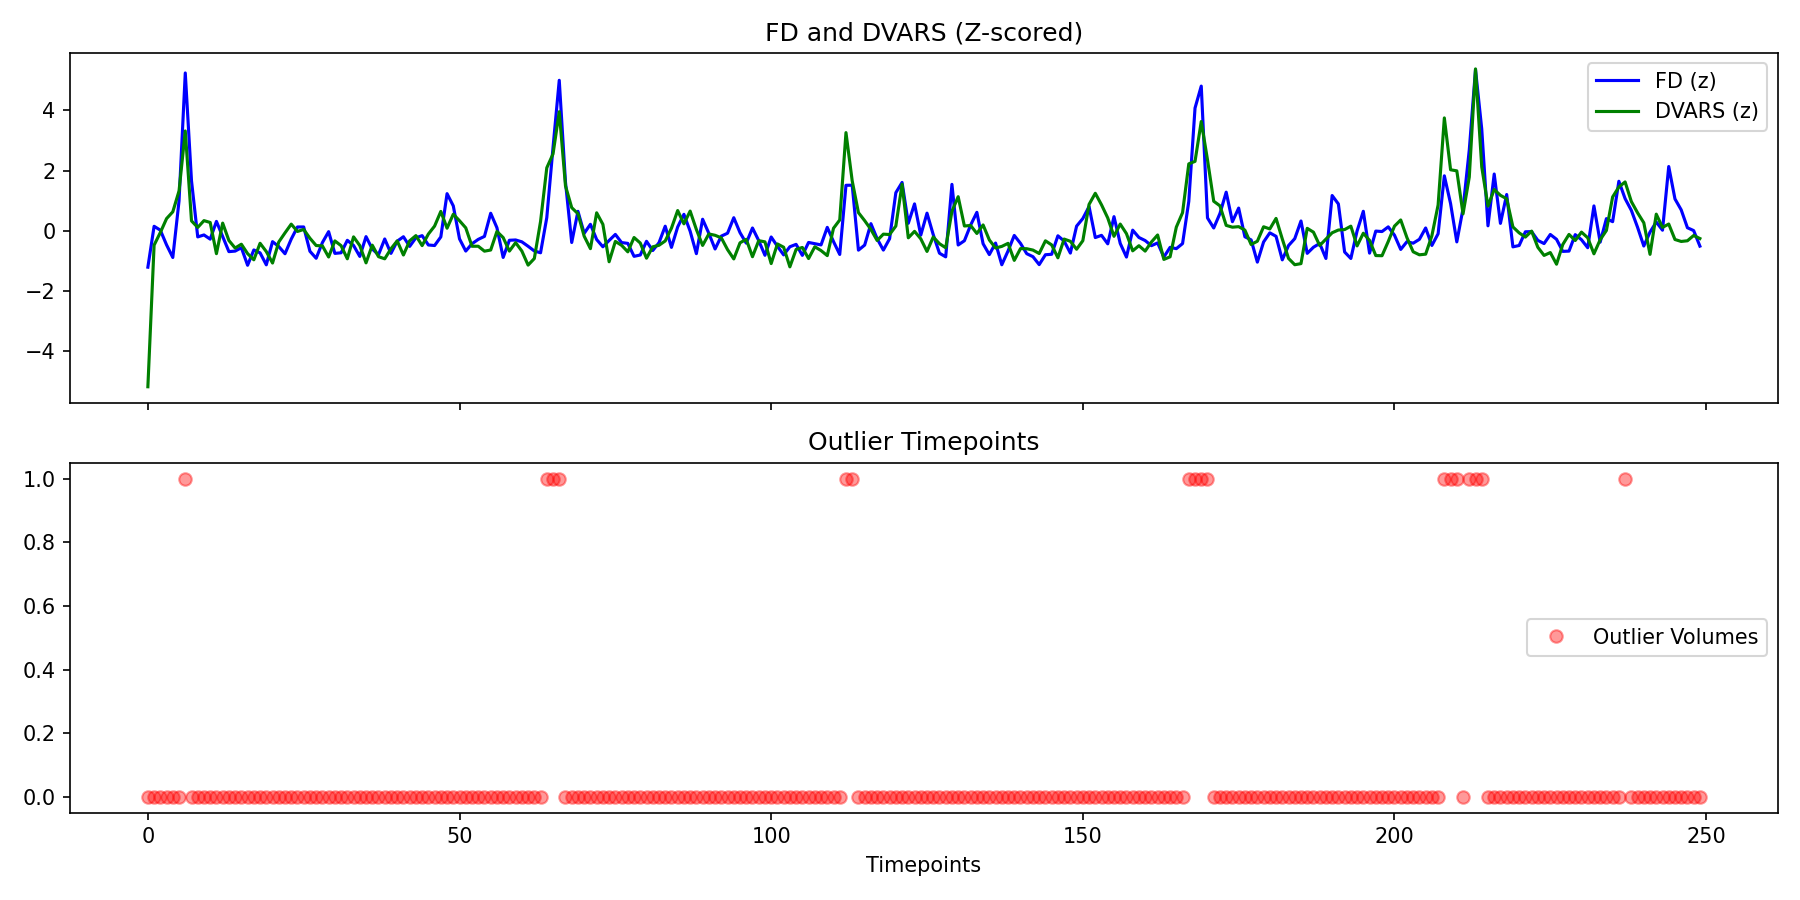 FD and DVARS (Z-scored)
FD (z)
DVARS (z)
4
2
0
−2
−4
Outlier Timepoints
1.0
0.8
0.6
0.4
0.2
0.0
Outlier Volumes
0 50 100 150 200 250
Timepoints